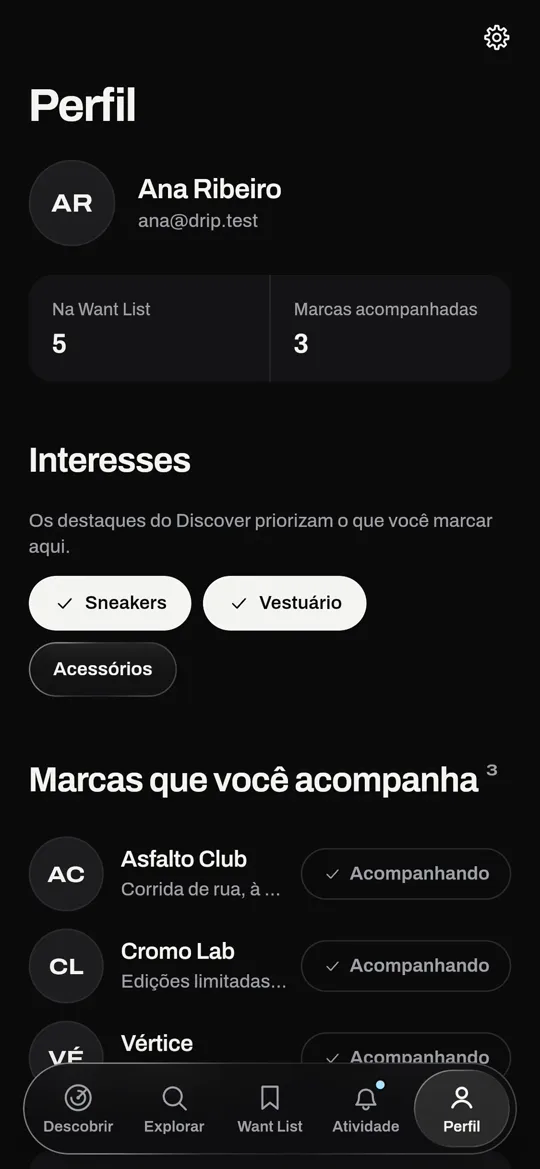 Perfil
AR
Ana Ribeiro
ana@drip.test
Na Want List
5
Marcas acompanhadas
3
Interesses
Os destaques do Discover priorizam o que você marcar
aqui.
Sneakers
Vestuário
Acessórios
Marcas que você acompanha 3
AC
Asfalto Club
Corrida de rua, à ...
Acompanhando
CL
Cromo Lab
Edições limitadas...
Acompanhando
VÉ
Vértice
Acompanhando
Descobrir
Explorar
Want List
Atividade
Perfil